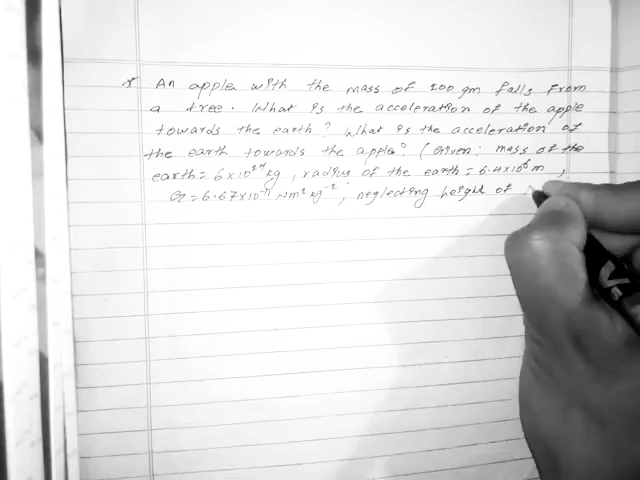 * An apple with the mass of 100 gm falls from
a tree. What is the acceleration of the apple
towards the earth? What is the acceleration of
the earth towards the apple? (Given: mass of the
earth = 6×10²⁴ kg, radius of the earth = 6.4×10⁶ m,
G = 6.67×10⁻¹¹ Nm² kg⁻², neglecting height of